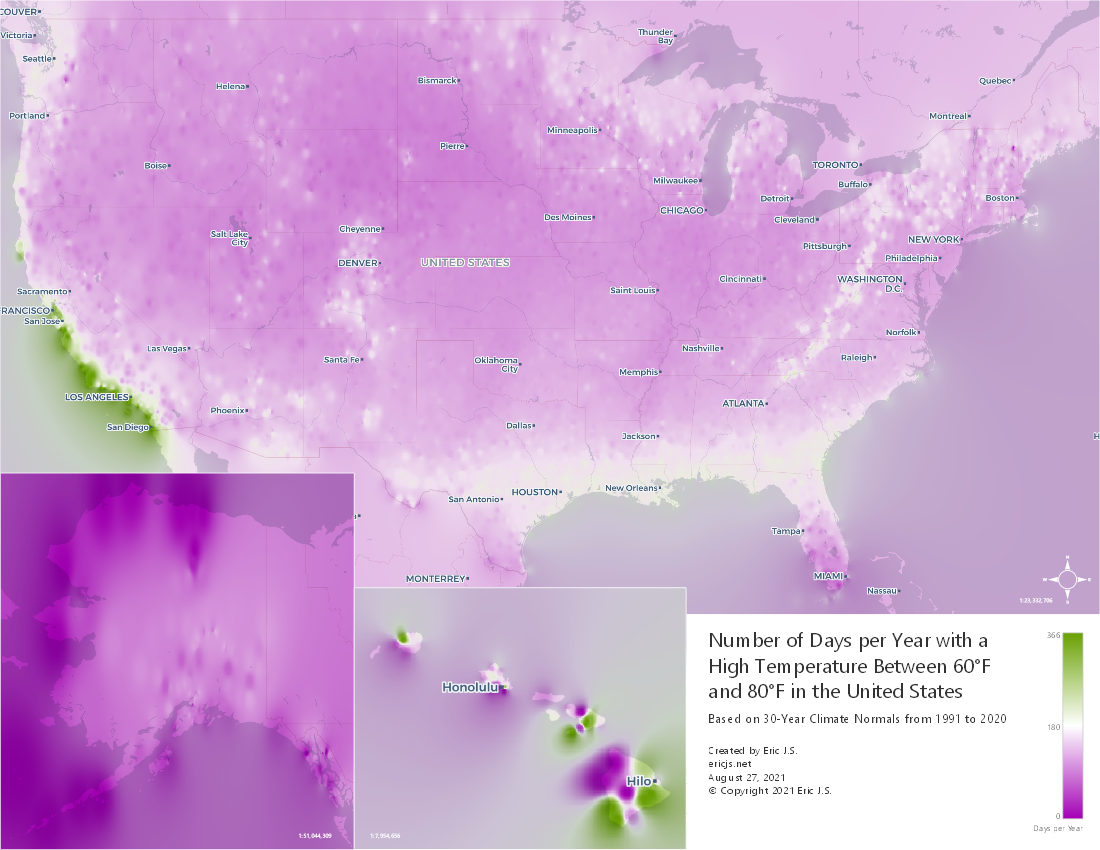 COUVER
Victoria
Seattle
Portland
Helena
Boise
Bismarck
Pierre
Thunder
Bay
Minneapolis
Milwaukee
CHICAGO
Des Moines
Quebec
Montreal
TORONTO
Buffalo
Detroit
Cleveland
Boston
NEW YORK
Pittsburgh
Philadelphia
WASHINGTON
D.C.
Salt Lake
City
Cheyenne
DENVER
UNITED STATES
Saint Louis
Cincinnati
Sacramento
FRANCISCO
San Jose
Las Vegas
Santa Fe
Oklahoma
City
Memphis
Nashville
Norfolk
Raleigh
LOS ANGELES
San Diego
Phoenix
Dallas
Jackson
ATLANTA
San Antonio
HOUSTON
New Orleans
Tampa
MIAMI
Nassau
MONTERREY
H
1:23,332,706
1:51,044,309
Honolulu
Hilo
1:7,954,656
Number of Days per Year with a
High Temperature Between 60°F
and 80°F in the United States
Based on 30-Year Climate Normals from 1991 to 2020
Created by Eric J.S.
ericjs.net
August 27, 2021
© Copyright 2021 Eric J.S.
366
180
0
Days per Year